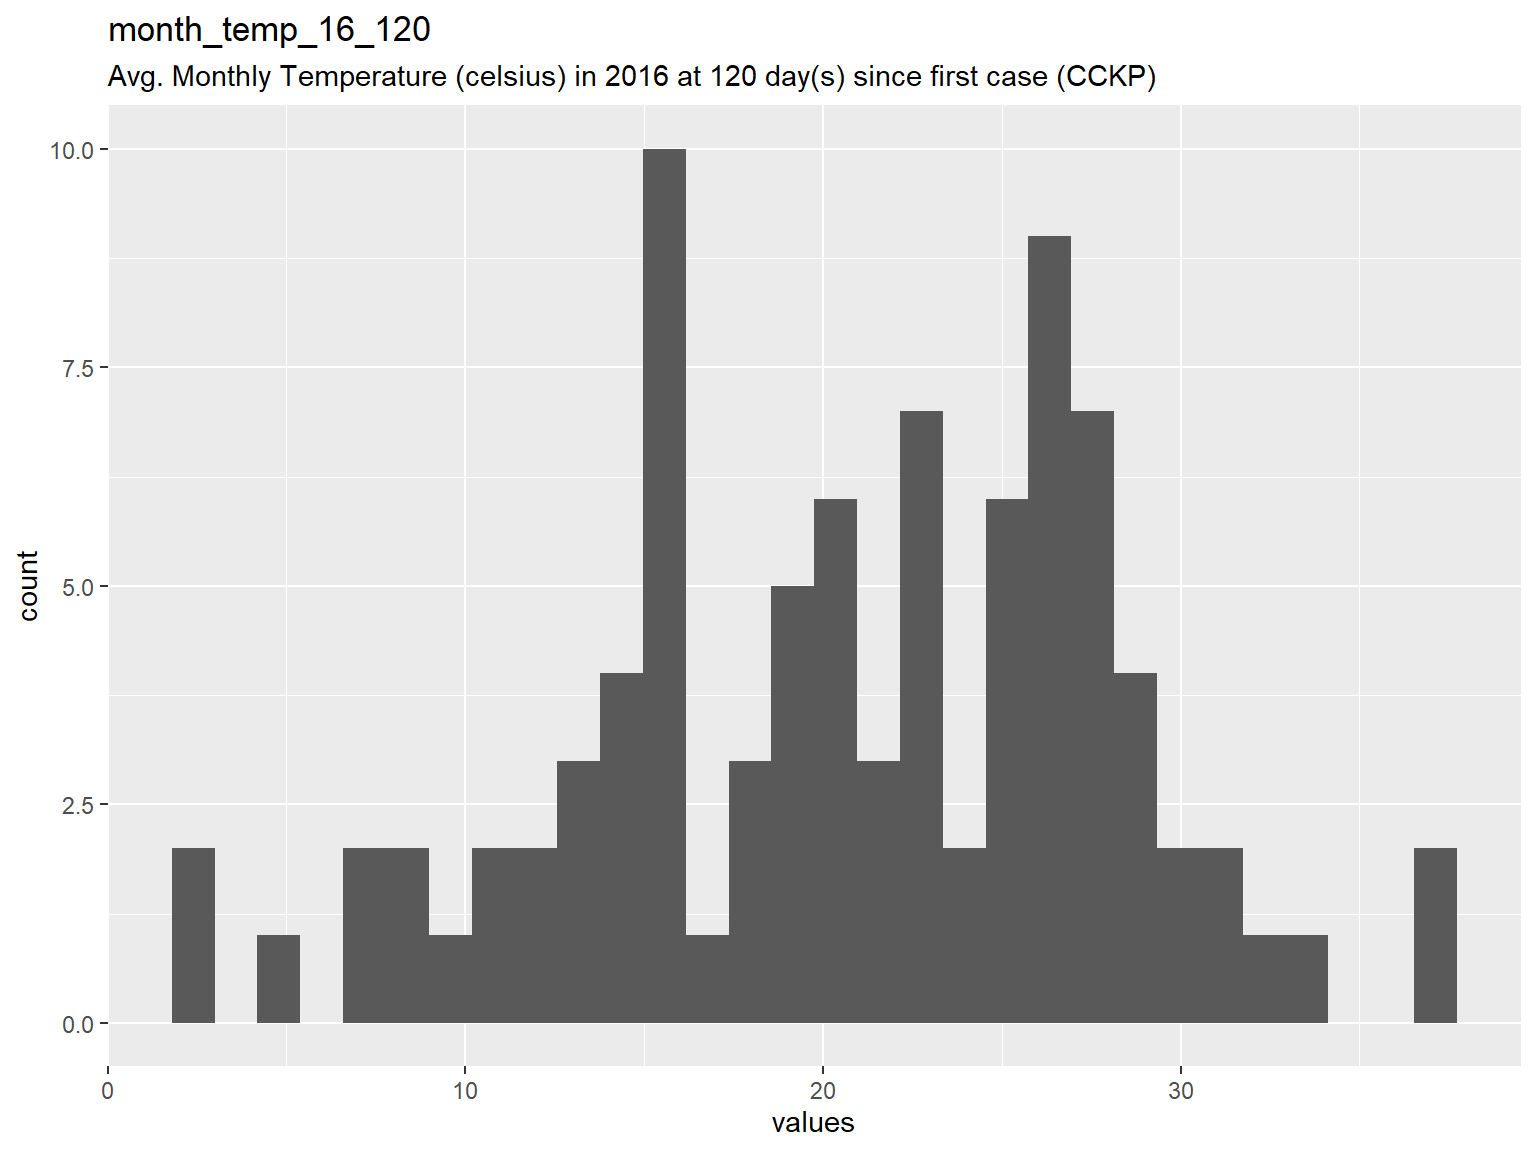 month_temp_16_120
Avg. Monthly Temperature (celsius) in 2016 at 120 day(s) since first case (CCKP)
10.0
7.5
5.0
2.5
0.0
count
0 10 20 30
values